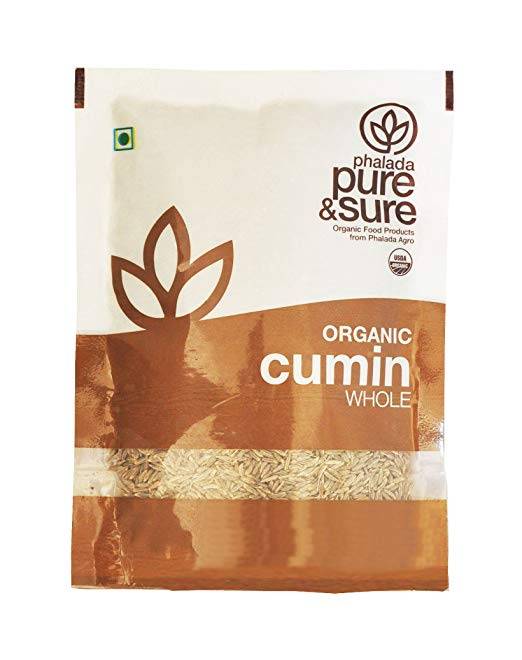 phalada
pure
&sure
Organic Food Products
from Phalada Agro
USDA
ORGANIC
ORGANIC
cumin
WHOLE